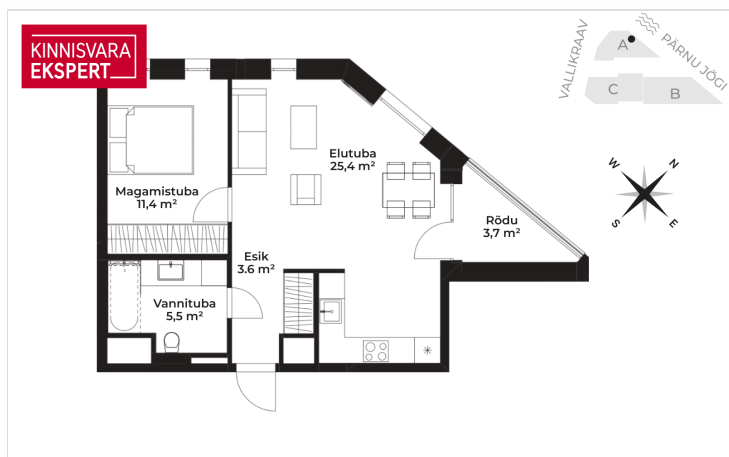 KINNISVARA
EKSPERT
VALLIKRAAV
PÄRNU JÕGI
A
C
B
W
N
S
E
Elutuba
25,4 m²
Magamistuba
11,4 m²
Rõdu
3,7 m²
Esik
3.6 m²
Vannituba
5,5 m²